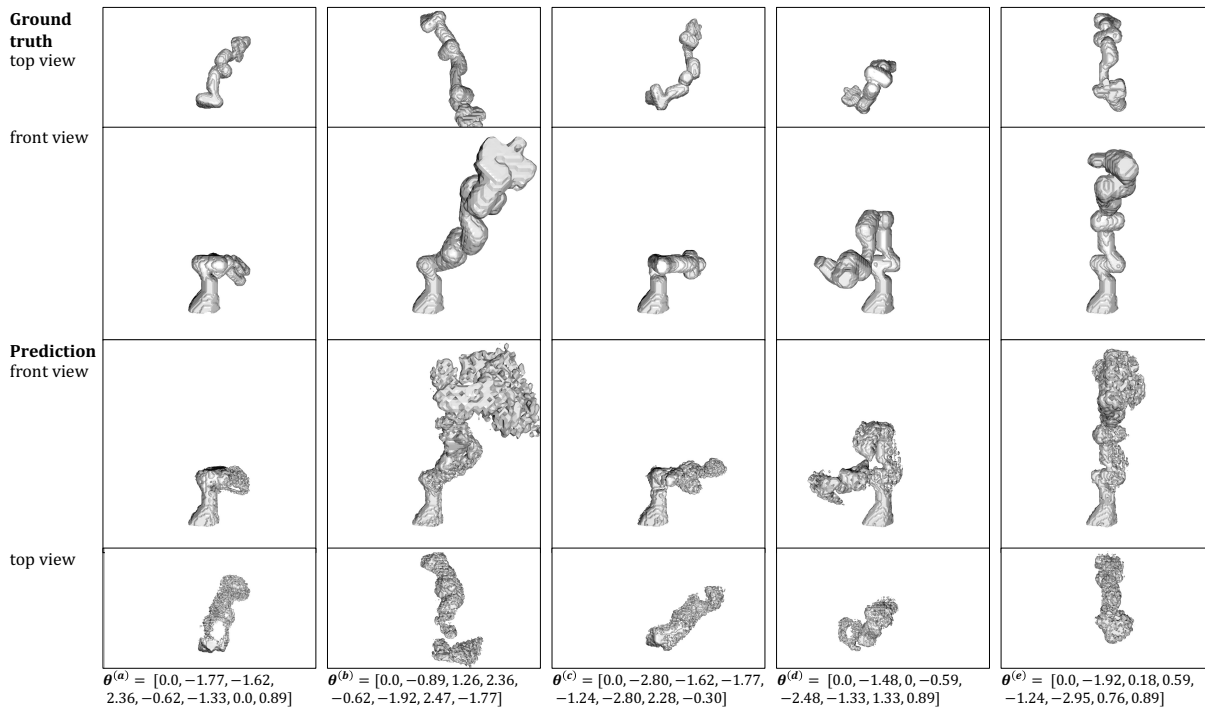 Ground
truth
top view
front view
Prediction
front view
top view
θ⁽ᵃ⁾ = [0.0, −1.77, −1.62,
2.36, −0.62, −1.33, 0.0, 0.89]
θ⁽ᵇ⁾ = [0.0, −0.89, 1.26, 2.36,
−0.62, −1.92, 2.47, −1.77]
θ⁽ᶜ⁾ = [0.0, −2.80, −1.62, −1.77,
−1.24, −2.80, 2.28, −0.30]
θ⁽ᵈ⁾ = [0.0, −1.48, 0, −0.59,
−2.48, −1.33, 1.33, 0.89]
θ⁽ᵉ⁾ = [0.0, −1.92, 0.18, 0.59,
−1.24, −2.95, 0.76, 0.89]